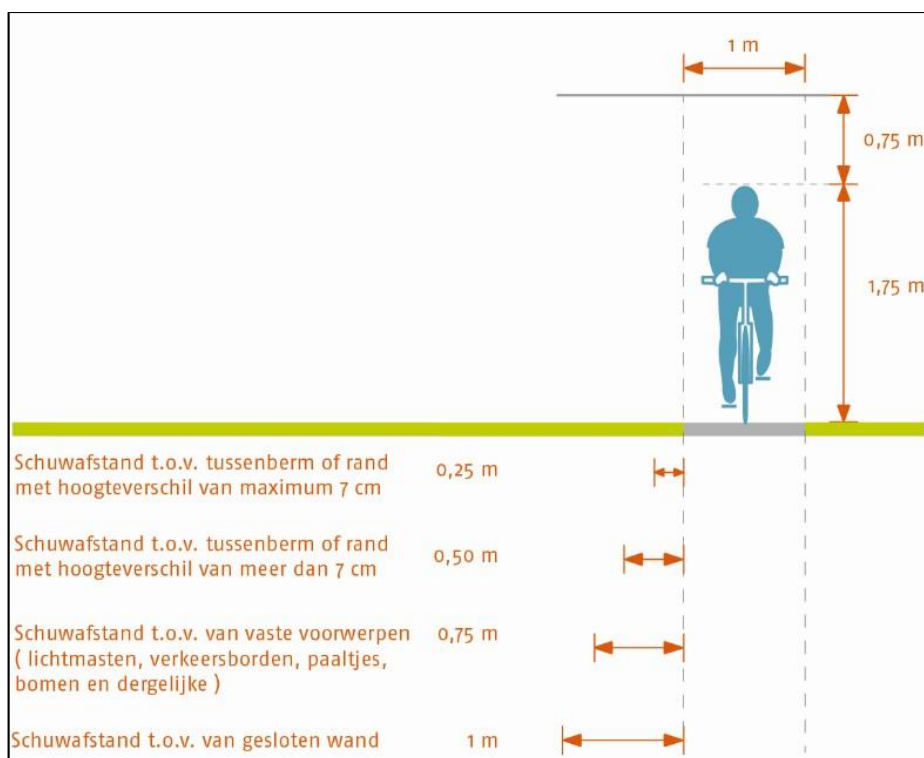 1 m
0,75 m
1,75 m
Schuwafstand t.o.v. tussenberm of rand
met hoogteverschil van maximum 7 cm
0,25 m
Schuwafstand t.o.v. tussenberm of rand
met hoogteverschil van meer dan 7 cm
0,50 m
Schuwafstand t.o.v. van vaste voorwerpen
( lichtmasten, verkeersborden, paaltjes,
bomen en dergelijke )
0,75 m
Schuwafstand t.o.v. van gesloten wand
1 m